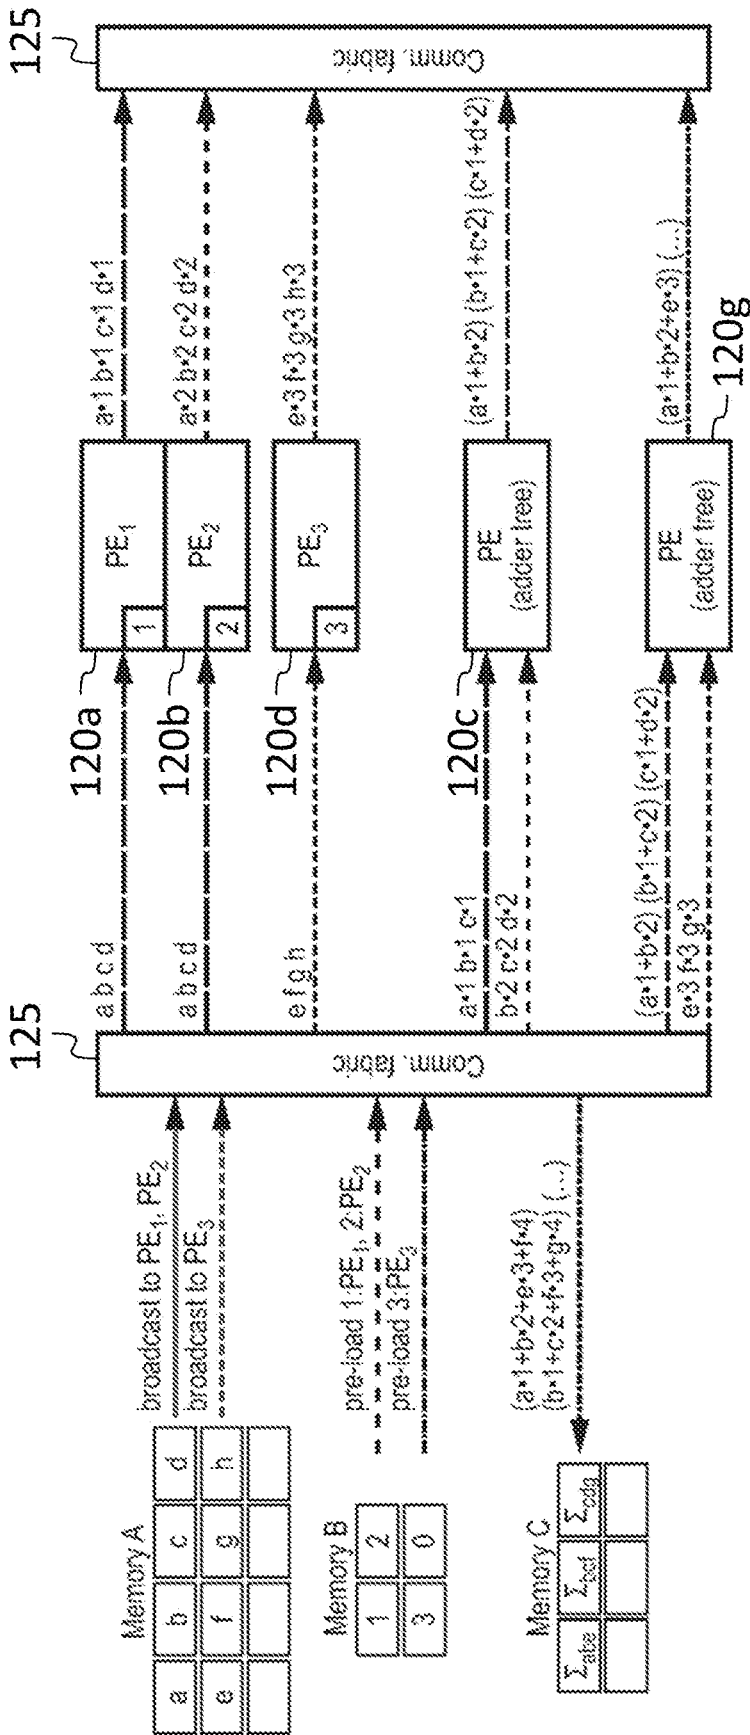 Memory A
a b c d
e f g h
Memory B
1 2
3 0
Memory C
Σabe Σbcf Σcdg
broadcast to PE1, PE2
broadcast to PE3
pre-load 1:PE1, 2:PE2
pre-load 3:PE3
(a•1+b•2+e•3+f•4)
(b•1+c•2+f•3+g•4) (...)
125
Comm. fabric
a b c d
a b c d
e f g h
a•1 b•1 c•1
b•2 c•2 d•2
(a•1+b•2) (b•1+c•2) (c•1+d•2)
e•3 f•3 g•3
120a
PE1
1
120b
PE2
2
120d
PE3
3
120c
PE
(adder tree)
PE
(adder tree)
120g
a•1 b•1 c•1 d•1
a•2 b•2 c•2 d•2
e•3 f•3 g•3 h•3
(a•1+b•2) (b•1+c•2) (c•1+d•2)
(a•1+b•2+e•3) (...)
125
Comm. fabric